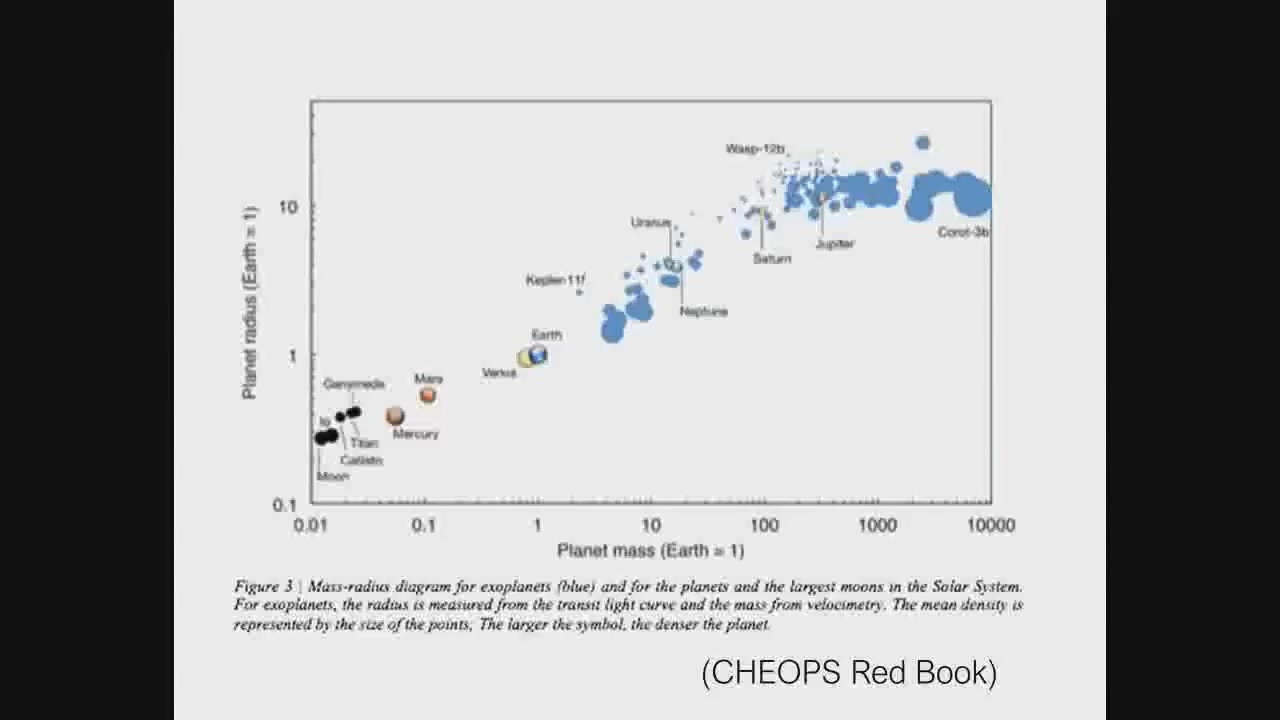 Wasp-12b
10
Uranus
Corot-3b
Jupiter
Saturn
Kepler-11f
Neptune
Earth
1
Venus
Mars
Ganymede
Io
Mercury
Titan
Callisto
Moon
0.1
Planet radius (Earth = 1)
0.01 0.1 1 10 100 1000 10000
Planet mass (Earth = 1)
Figure 3 | Mass-radius diagram for exoplanets (blue) and for the planets and the largest moons in the Solar System.
For exoplanets, the radius is measured from the transit light curve and the mass from velocimetry. The mean density is
represented by the size of the points, The larger the symbol, the denser the planet.
(CHEOPS Red Book)